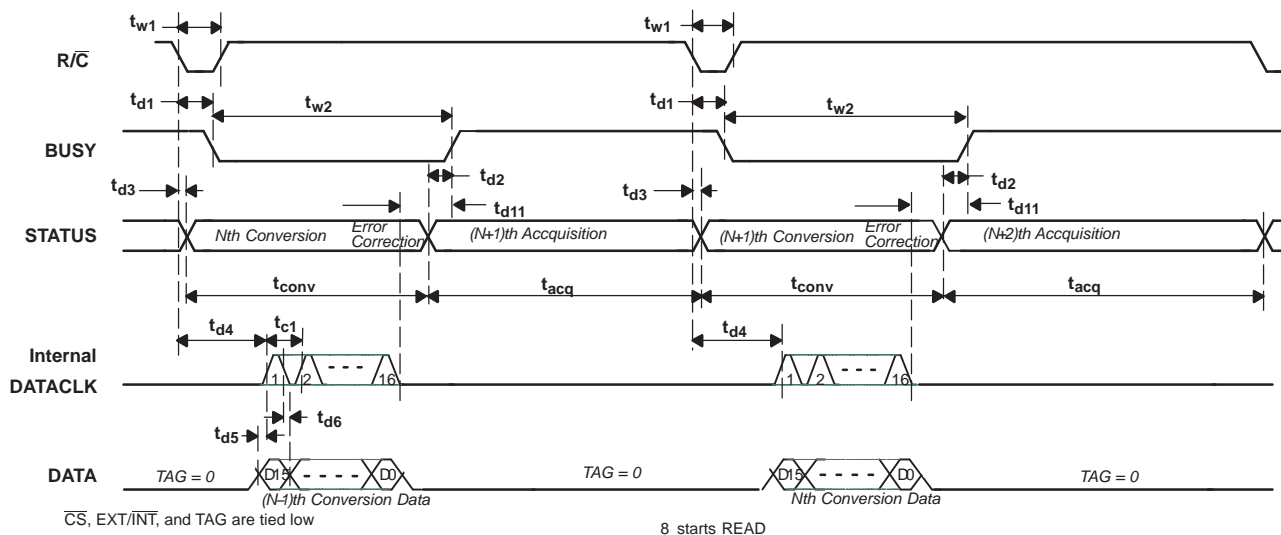 tw1 tw1
R/C̅
td1 tw2 td1 tw2
BUSY
td3 td2 td3 td2
td11 td11
STATUS Nth Conversion Error Correction (N+1)th Accquisition (N+1)th Conversion Error Correction (N+2)th Accquisition
tconv tacq tconv tacq
td4 tc1 td4
Internal
DATACLK 1 2 - - - 16 1 2 - - - 16
td5 td6
DATA TAG = 0 D15 - - - - D0 TAG = 0 D15 - - - - D0 TAG = 0
(N-1)th Conversion Data Nth Conversion Data
C̅S̅, EXT/I̅N̅T̅, and TAG are tied low
8 starts READ